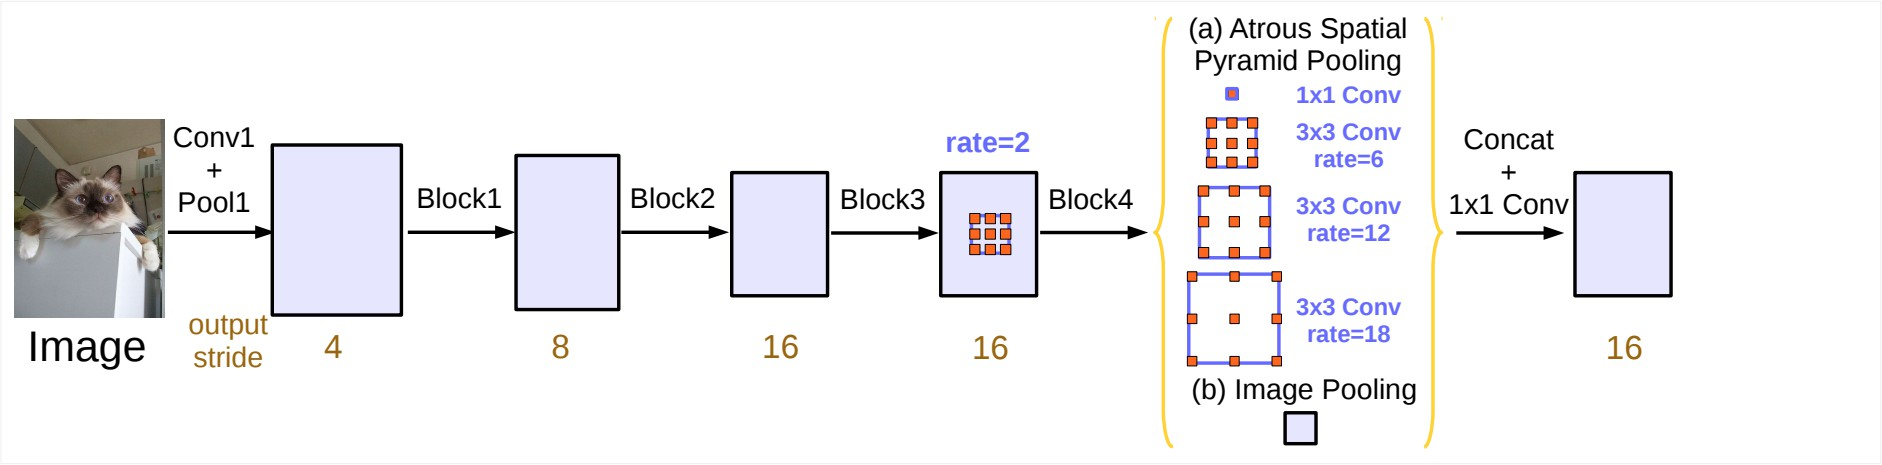 Image
Conv1
+
Pool1
output
stride
4
Block1
8
Block2
16
Block3
rate=2
16
Block4
(a) Atrous Spatial
Pyramid Pooling
1x1 Conv
3x3 Conv
rate=6
3x3 Conv
rate=12
3x3 Conv
rate=18
(b) Image Pooling
Concat
+
1x1 Conv
16